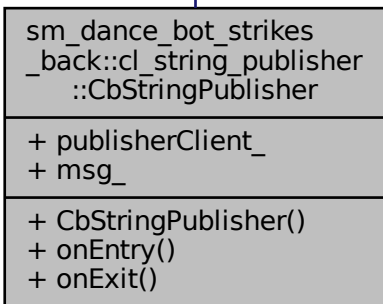 sm_dance_bot_strikes
_back::cl_string_publisher
::CbStringPublisher
+ publisherClient_
+ msg_
+ CbStringPublisher()
+ onEntry()
+ onExit()